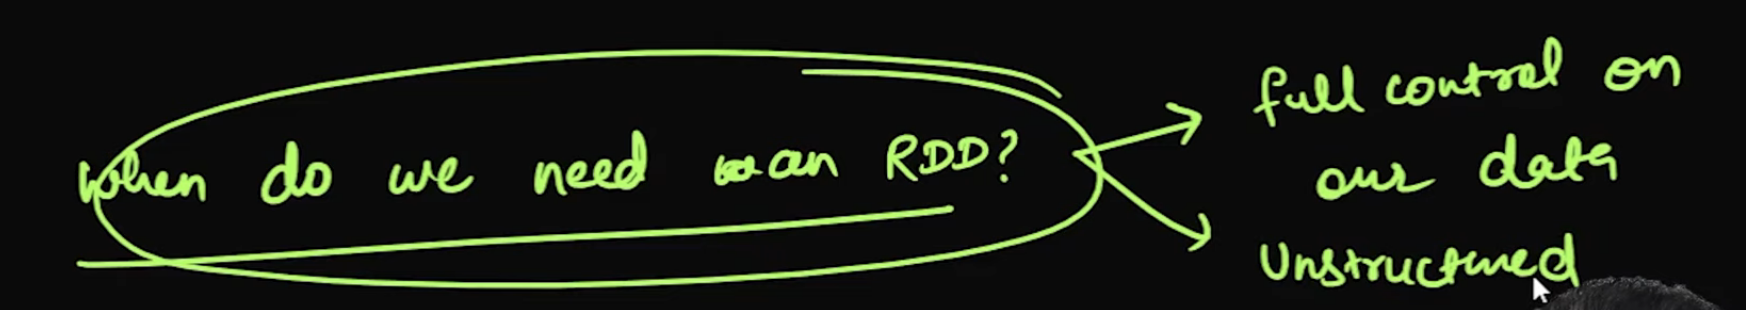 When do we need an RDD?
full control on
our data
Unstructured